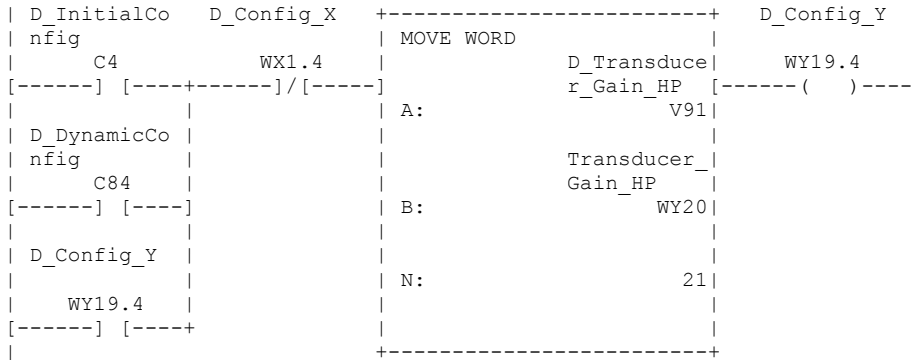 | D_InitialCo    D_Config_X   +--------------------------+   D_Config_Y
| nfig                        | MOVE WORD                |
|      C4            WX1.4    |               D_Transduce|     WY19.4
[------] [----+------]/[-----]               r_Gain_HP  [------(   )----
|             |               | A:                    V91|
| D_DynamicCo |               |                          |
| nfig        |               |               Transducer_|
|      C84    |               |               Gain_HP    |
[------] [----]               | B:                   WY20|
|             |               |                          |
| D_Config_Y  |               |                          |
|             |               | N:                     21|
|    WY19.4   |               |                          |
[------] [----+               |                          |
|                             +--------------------------+